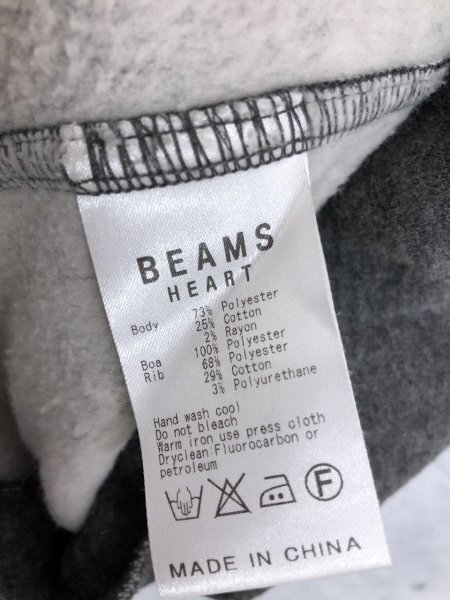 BEAMS
HEART
Body 73% Polyester
25% Cotton
2% Rayon
Boa 100% Polyester
Rib 68% Polyester
29% Cotton
3% Polyurethane
Hand wash cool
Do not bleach
Warm iron use press cloth
Dryclean:Fluorocarbon or
petroleum
F
MADE IN CHINA